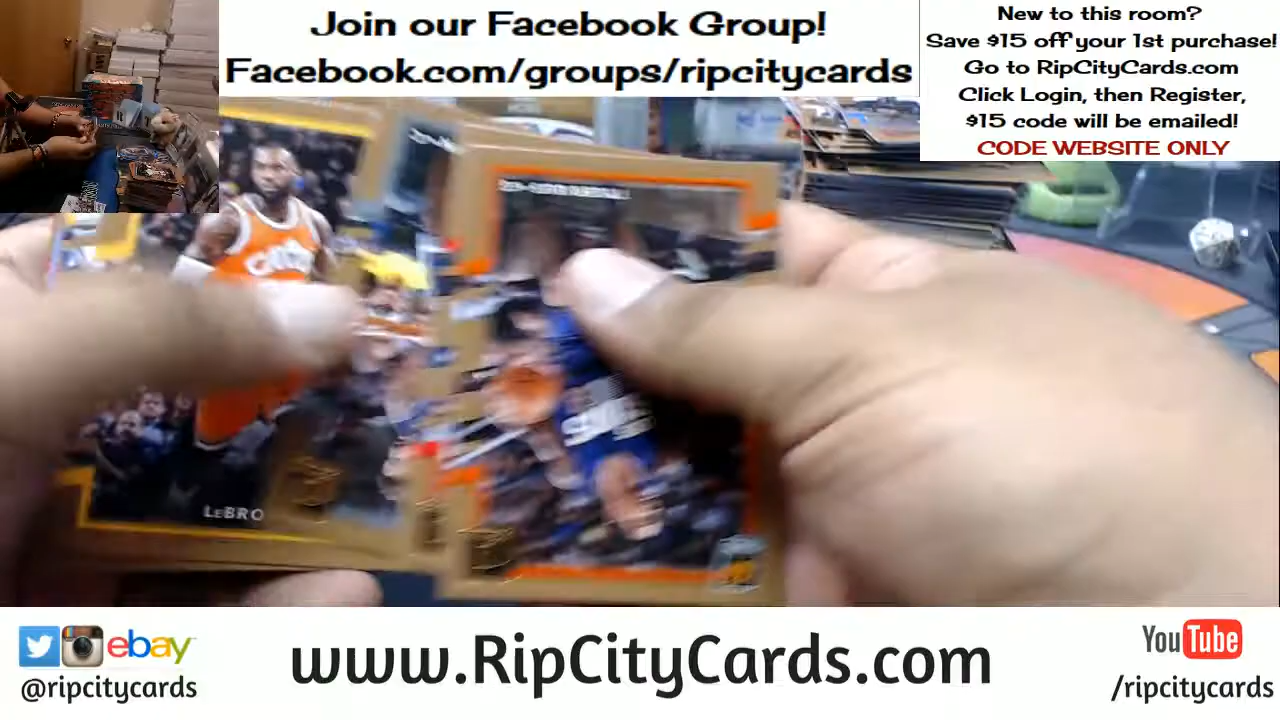 Join our Facebook Group!
Facebook.com/groups/ripcitycards
New to this room?
Save $15 off your 1st purchase!
Go to RipCityCards.com
Click Login, then Register,
$15 code will be emailed!
CODE WEBSITE ONLY
LEBRO
ebay
@ripcitycards
www.RipCityCards.com
YouTube
/ripcitycards